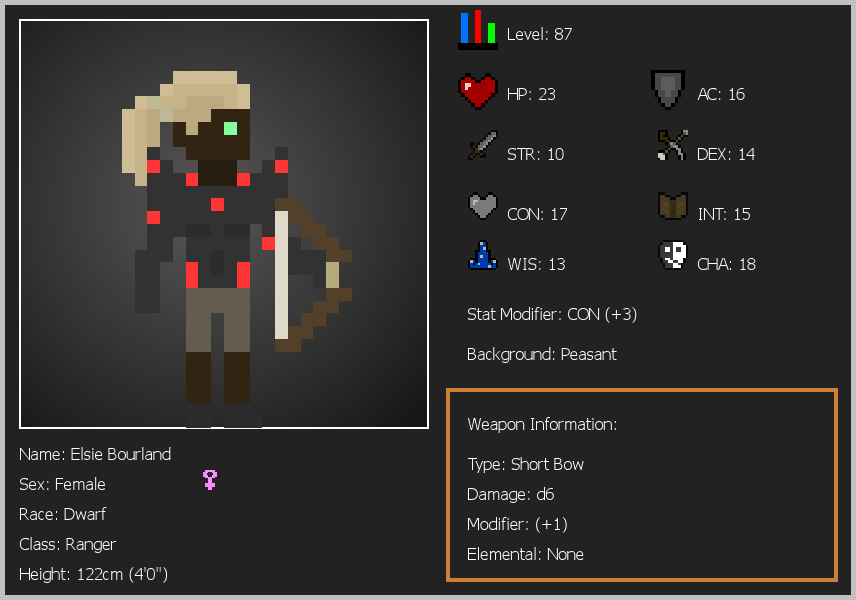 Level: 87
HP: 23
AC: 16
STR: 10
DEX: 14
CON: 17
INT: 15
WIS: 13
CHA: 18
Stat Modifier: CON (+3)
Background: Peasant
Weapon Information:
Type: Short Bow
Damage: d6
Modifier: (+1)
Elemental: None
Name: Elsie Bourland
Sex: Female
Race: Dwarf
Class: Ranger
Height: 122cm (4'0")